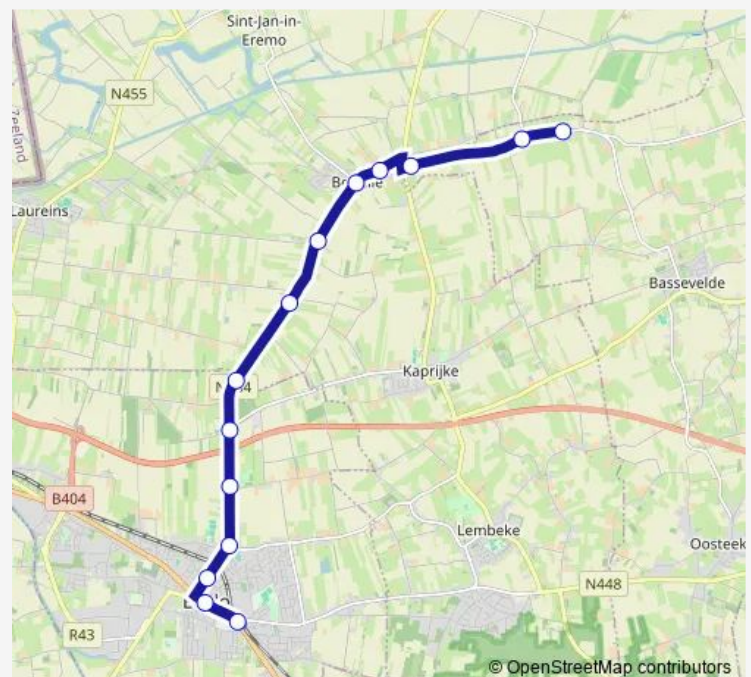 Sint-Jan-in-
Eremo
N455
Zeeland
Laureins
Bassevelde
Kaprijke
B404
Lembeke
Oosteek
N448
R43
© OpenStreetMap contributors